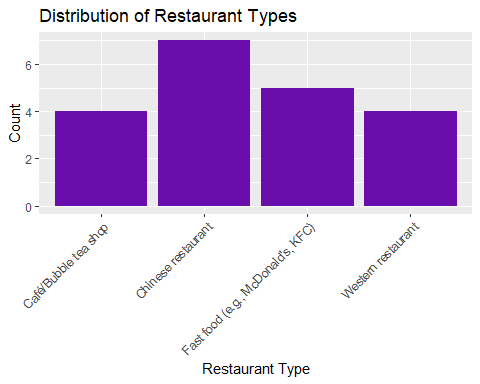 Distribution of Restaurant Types
Count
6
4
2
0
Café/Bubble tea shop
Chinese restaurant
Fast food (e.g., McDonald's, KFC)
Western restaurant
Restaurant Type